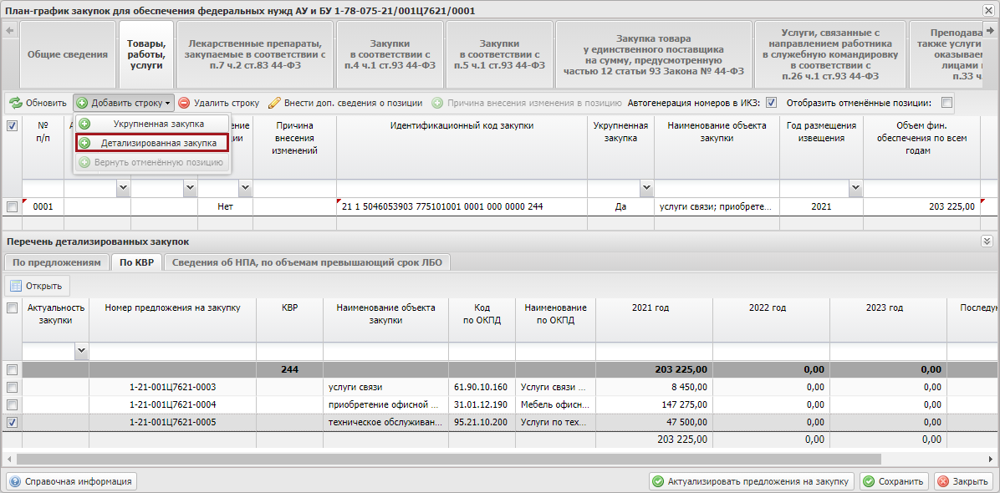 План-график закупок для обеспечения федеральных нужд АУ и БУ 1-78-075-21/001Ц7621/0001
Общие сведения
Товары,
работы,
услуги
Лекарственные препараты,
закупаемые в соответствии с
п.7 ч.2 ст.83 44-ФЗ
Закупки
в соответствии с
п.4 ч.1 ст.93 44-ФЗ
Закупки
в соответствии с
п.5 ч.1 ст.93 44-ФЗ
Закупка товара
у единственного поставщика
на сумму, предусмотренную
частью 12 статьи 93 Закона № 44-ФЗ
Услуги, связанные с
направлением работника
в служебную командировку
в соответствии с
п.26 ч.1 ст.93 44-ФЗ
Преподава
также услуги
оказываем
лицами
п.33 ч.
Обновить Добавить строку Удалить строку Внести доп. сведения о позиции Причина внесения изменения в позицию Автогенерация номеров в ИКЗ: Отобразить отменённые позиции:
Укрупненная закупка
Детализированная закупка
Вернуть отменённую позицию
№
п/п
А
ение
ии
Причина
внесения
изменений
Идентификационный код закупки
Укрупненная
закупка
Наименование объекта
закупки
Год размещения
извещения
Объем фин.
обеспечения по всем
годам
0001 Нет 21 1 5046053903 775101001 0001 000 0000 244 Да услуги связи; приобрете... 2021 203 225,00
Перечень детализированных закупок
По предложениям По КВР Сведения об НПА, по объемам превышающий срок ЛБО
Открыть
Актуальность
закупки
Номер предложения на закупку
КВР
Наименование объекта
закупки
Код
по ОКПД
Наименование
по ОКПД
2021 год
2022 год
2023 год
Последую
244 203 225,00 0,00 0,00
1-21-001Ц7621-0003 услуги связи 61.90.10.160 Услуги связи ... 8 450,00 0,00 0,00
1-21-001Ц7621-0004 приобретение офисной ... 31.01.12.190 Мебель офисн... 147 275,00 0,00 0,00
1-21-001Ц7621-0005 техническое обслуживан... 95.21.10.200 Услуги по тех... 47 500,00 0,00 0,00
203 225,00 0,00 0,00
Справочная информация Актуализировать предложения на закупку Сохранить Закрыть